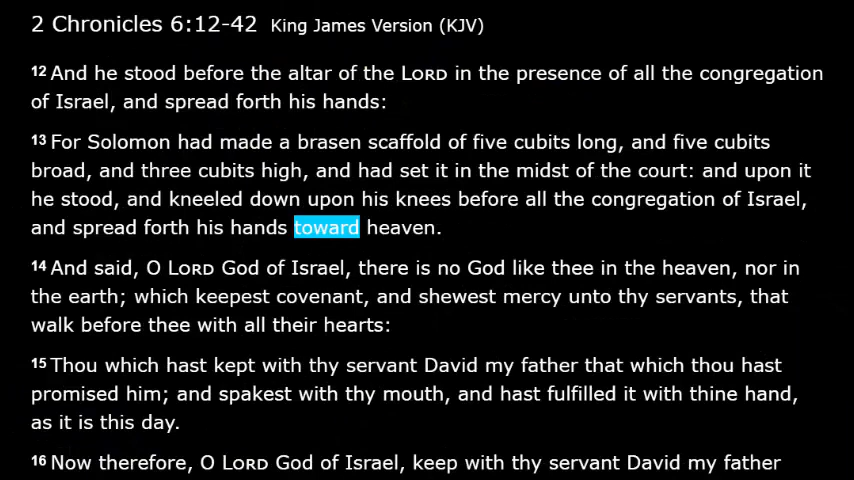 2 Chronicles 6:12-42 King James Version (KJV)
12 And he stood before the altar of the LORD in the presence of all the congregation
of Israel, and spread forth his hands:
13 For Solomon had made a brasen scaffold of five cubits long, and five cubits
broad, and three cubits high, and had set it in the midst of the court: and upon it
he stood, and kneeled down upon his knees before all the congregation of Israel,
and spread forth his hands toward heaven.
14 And said, O LORD God of Israel, there is no God like thee in the heaven, nor in
the earth; which keepest covenant, and shewest mercy unto thy servants, that
walk before thee with all their hearts:
15 Thou which hast kept with thy servant David my father that which thou hast
promised him; and spakest with thy mouth, and hast fulfilled it with thine hand,
as it is this day.
16 Now therefore, O LORD God of Israel, keep with thy servant David my father